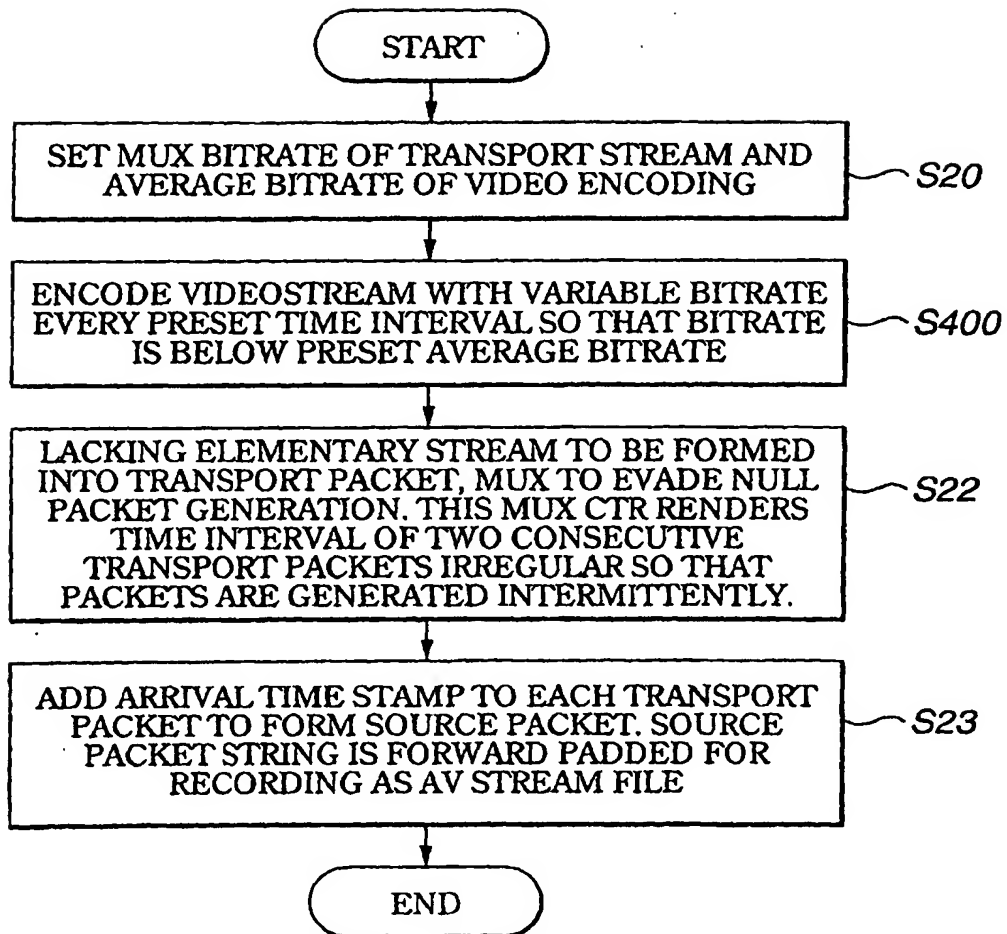 START
SET MUX BITRATE OF TRANSPORT STREAM AND
AVERAGE BITRATE OF VIDEO ENCODING
S20
ENCODE VIDEOSTREAM WITH VARIABLE BITRATE
EVERY PRESET TIME INTERVAL SO THAT BITRATE
IS BELOW PRESET AVERAGE BITRATE
S400
LACKING ELEMENTARY STREAM TO BE FORMED
INTO TRANSPORT PACKET, MUX TO EVADE NULL
PACKET GENERATION. THIS MUX CTR RENDERS
TIME INTERVAL OF TWO CONSECUTIVE
TRANSPORT PACKETS IRREGULAR SO THAT
PACKETS ARE GENERATED INTERMITTENTLY.
S22
ADD ARRIVAL TIME STAMP TO EACH TRANSPORT
PACKET TO FORM SOURCE PACKET. SOURCE
PACKET STRING IS FORWARD PADDED FOR
RECORDING AS AV STREAM FILE
S23
END